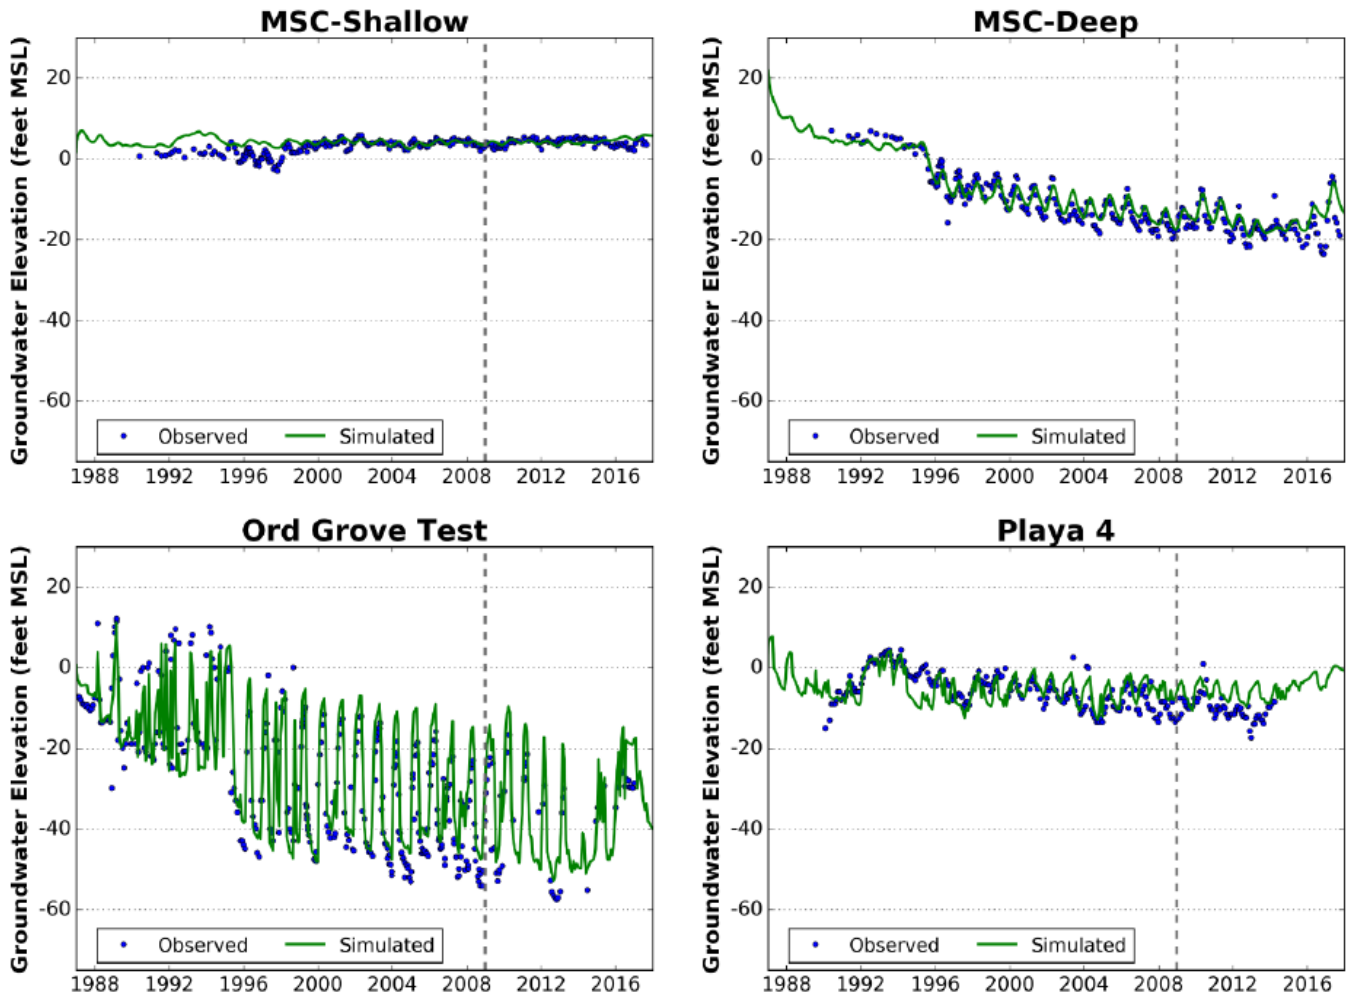 MSC-Shallow
Groundwater Elevation (feet MSL)
20
0
-20
-40
-60
Observed
Simulated
1988 1992 1996 2000 2004 2008 2012 2016
MSC-Deep
Groundwater Elevation (feet MSL)
20
0
-20
-40
-60
Observed
Simulated
1988 1992 1996 2000 2004 2008 2012 2016
Ord Grove Test
Groundwater Elevation (feet MSL)
20
0
-20
-40
-60
Observed
Simulated
1988 1992 1996 2000 2004 2008 2012 2016
Playa 4
Groundwater Elevation (feet MSL)
20
0
-20
-40
-60
Observed
Simulated
1988 1992 1996 2000 2004 2008 2012 2016